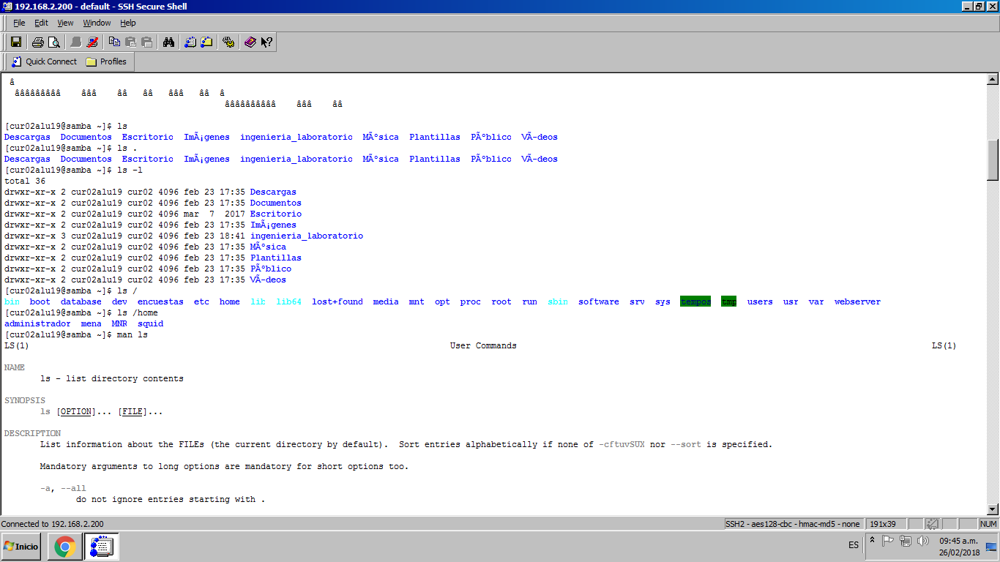 192.168.2.200 - default - SSH Secure Shell
File Edit View Window Help
Quick Connect Profiles
â
âââââââââ âââ ââ ââ âââ ââ â
ââââââââââ âââ ââ
[cur02alu19@samba ~]$ ls
Descargas Documentos Escritorio ImÃ¡genes ingenieria_laboratorio MÃºsica Plantillas PÃºblico VÃ-deos
[cur02alu19@samba ~]$ ls .
Descargas Documentos Escritorio ImÃ¡genes ingenieria_laboratorio MÃºsica Plantillas PÃºblico VÃ-deos
[cur02alu19@samba ~]$ ls -l
total 36
drwxr-xr-x 2 cur02alu19 cur02 4096 feb 23 17:35 Descargas
drwxr-xr-x 2 cur02alu19 cur02 4096 feb 23 17:35 Documentos
drwxr-xr-x 2 cur02alu19 cur02 4096 mar  7  2017 Escritorio
drwxr-xr-x 2 cur02alu19 cur02 4096 feb 23 17:35 ImÃ¡genes
drwxr-xr-x 3 cur02alu19 cur02 4096 feb 23 18:41 ingenieria_laboratorio
drwxr-xr-x 2 cur02alu19 cur02 4096 feb 23 17:35 MÃºsica
drwxr-xr-x 2 cur02alu19 cur02 4096 feb 23 17:35 Plantillas
drwxr-xr-x 2 cur02alu19 cur02 4096 feb 23 17:35 PÃºblico
drwxr-xr-x 2 cur02alu19 cur02 4096 feb 23 17:35 VÃ-deos
[cur02alu19@samba ~]$ ls /
bin boot database dev encuestas etc home lib lib64 lost+found media mnt opt proc root run sbin software srv sys tempos tmp users usr var webserver
[cur02alu19@samba ~]$ ls /home
administrador mena MNR squid
[cur02alu19@samba ~]$ man ls
LS(1) User Commands LS(1)
NAME
ls - list directory contents
SYNOPSIS
ls [OPTION]... [FILE]...
DESCRIPTION
List information about the FILEs (the current directory by default). Sort entries alphabetically if none of -cftuvSUX nor --sort is specified.
Mandatory arguments to long options are mandatory for short options too.
-a, --all
do not ignore entries starting with .
Connected to 192.168.2.200 SSH2 - aes128-cbc - hmac-md5 - none 191x39 NUM
Inicio ES 09:45 a.m.
26/02/2018